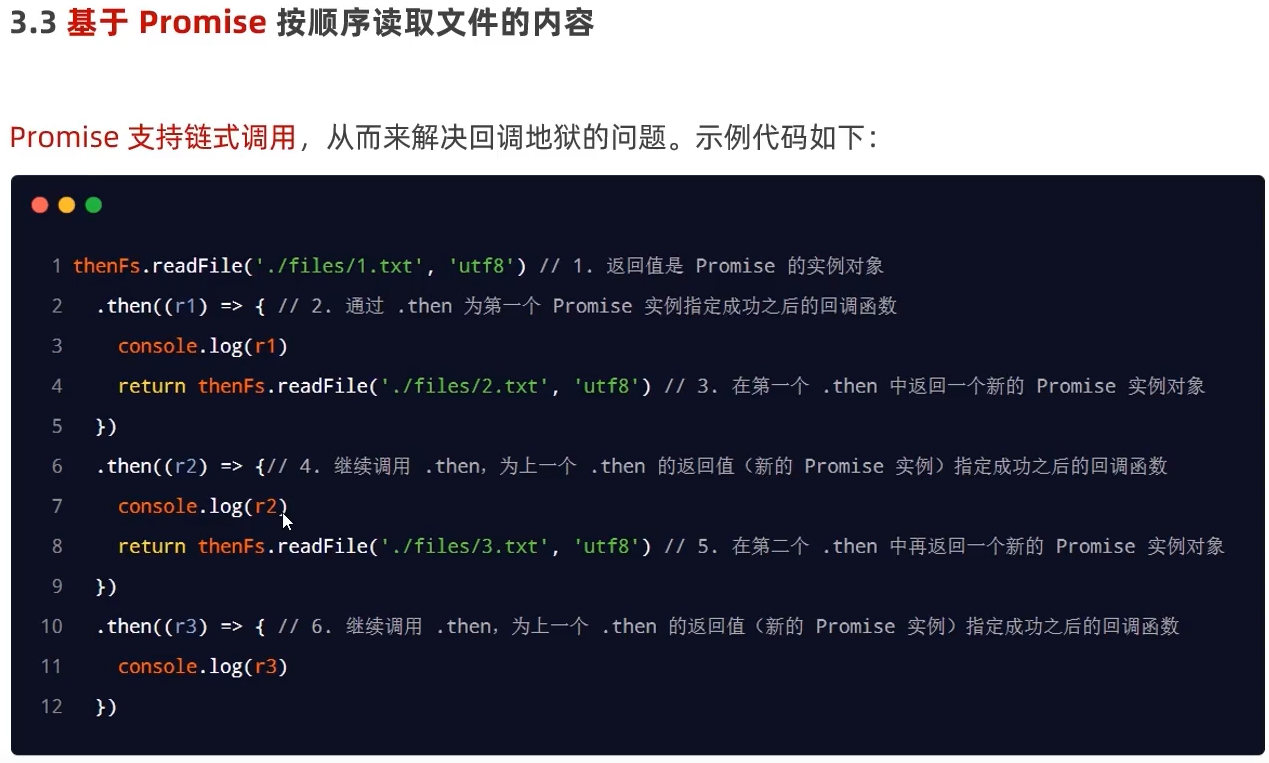 3.3 基于 Promise 按顺序读取文件的内容
Promise 支持链式调用，从而来解决回调地狱的问题。示例代码如下：
1 thenFs.readFile('./files/1.txt', 'utf8') // 1. 返回值是 Promise 的实例对象
2 .then((r1) => { // 2. 通过 .then 为第一个 Promise 实例指定成功之后的回调函数
3 console.log(r1)
4 return thenFs.readFile('./files/2.txt', 'utf8') // 3. 在第一个 .then 中返回一个新的 Promise 实例对象
5 })
6 .then((r2) => {// 4. 继续调用 .then，为上一个 .then 的返回值（新的 Promise 实例）指定成功之后的回调函数
7 console.log(r2)
8 return thenFs.readFile('./files/3.txt', 'utf8') // 5. 在第二个 .then 中再返回一个新的 Promise 实例对象
9 })
10 .then((r3) => { // 6. 继续调用 .then，为上一个 .then 的返回值（新的 Promise 实例）指定成功之后的回调函数
11 console.log(r3)
12 })